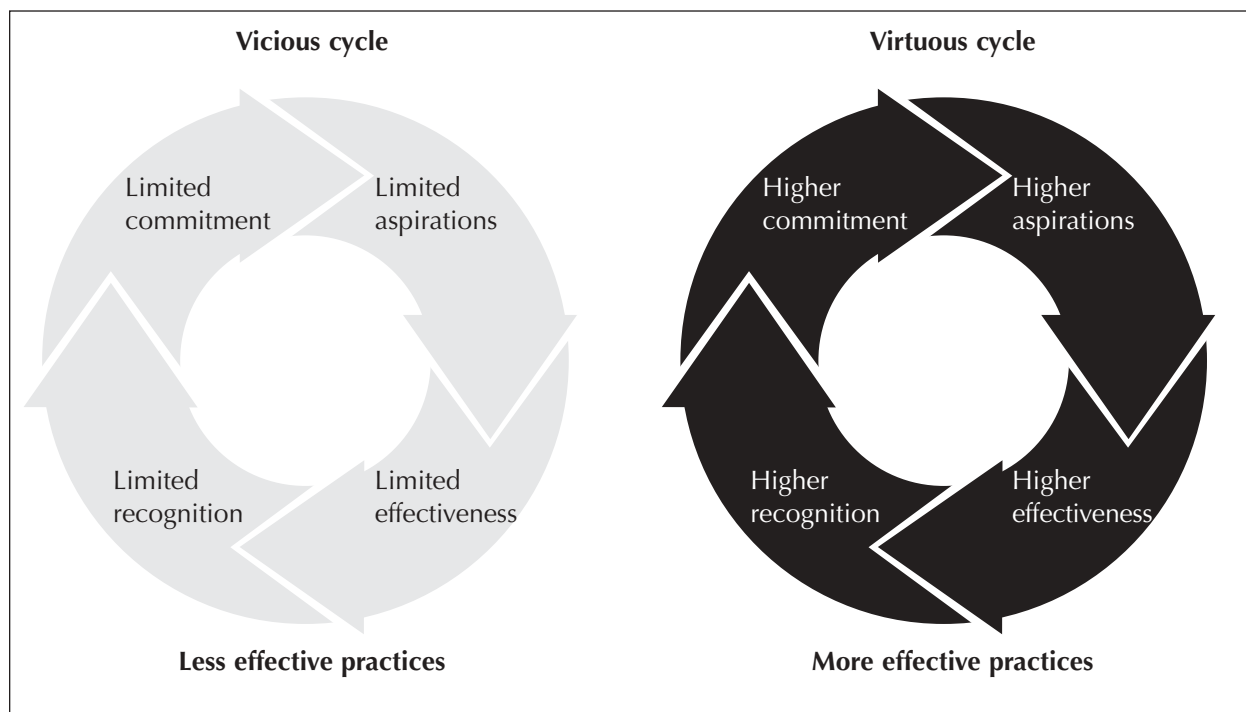 Vicious cycle
Limited
commitment
Limited
aspirations
Limited
effectiveness
Limited
recognition
Less effective practices
Virtuous cycle
Higher
commitment
Higher
aspirations
Higher
effectiveness
Higher
recognition
More effective practices